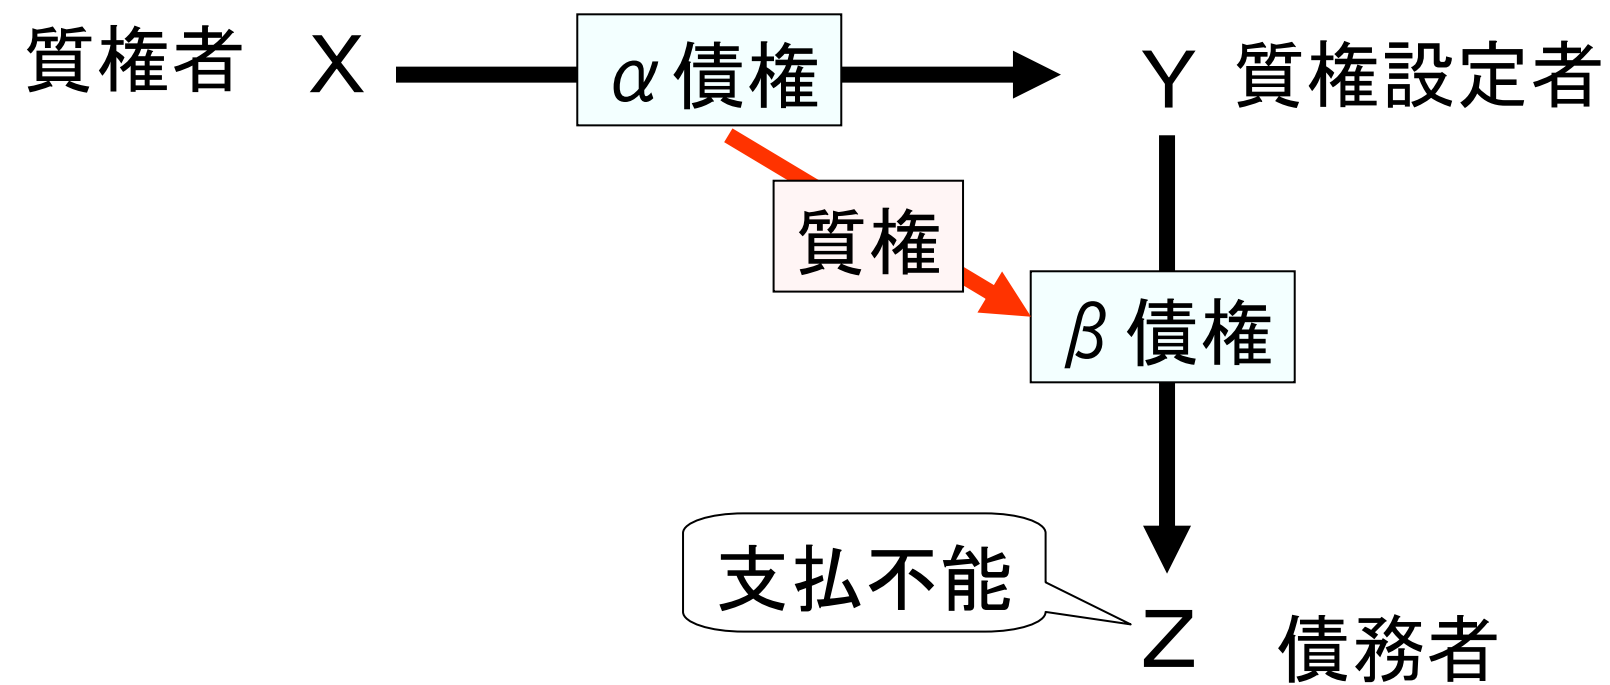 質権者 X
α債権
Y 質権設定者
質権
β債権
支払不能
Z 債務者